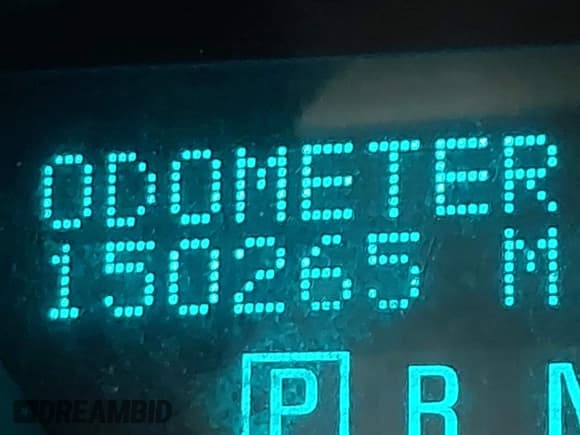 ODOMETER
150265 M
P R N
DREAMBID